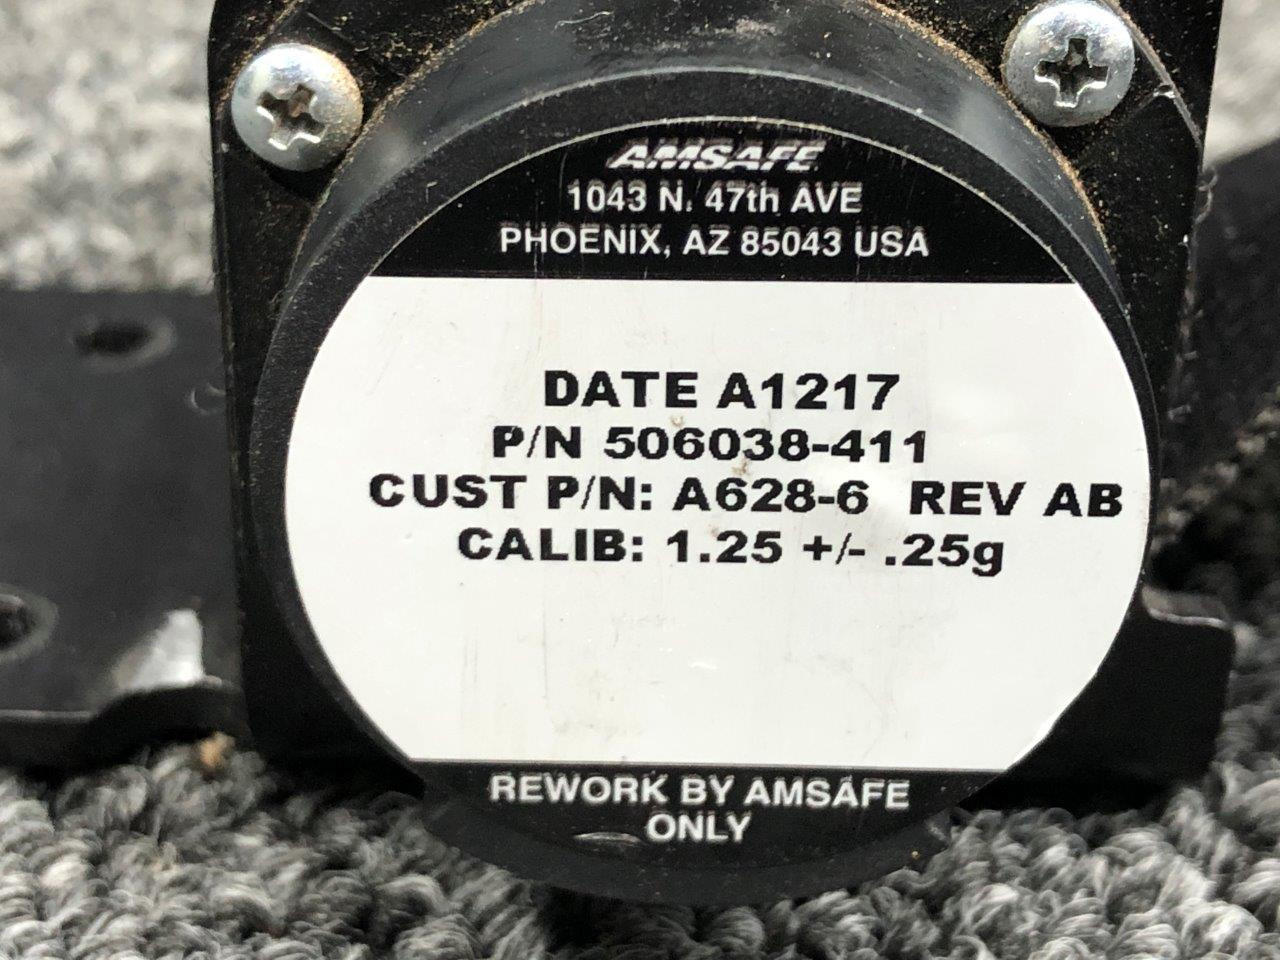 AMSAFE
1043 N. 47th AVE
PHOENIX, AZ 85043 USA
DATE A1217
P/N 506038-411
CUST P/N: A628-6 REV AB
CALIB: 1.25 +/- .25g
REWORK BY AMSAFE
ONLY